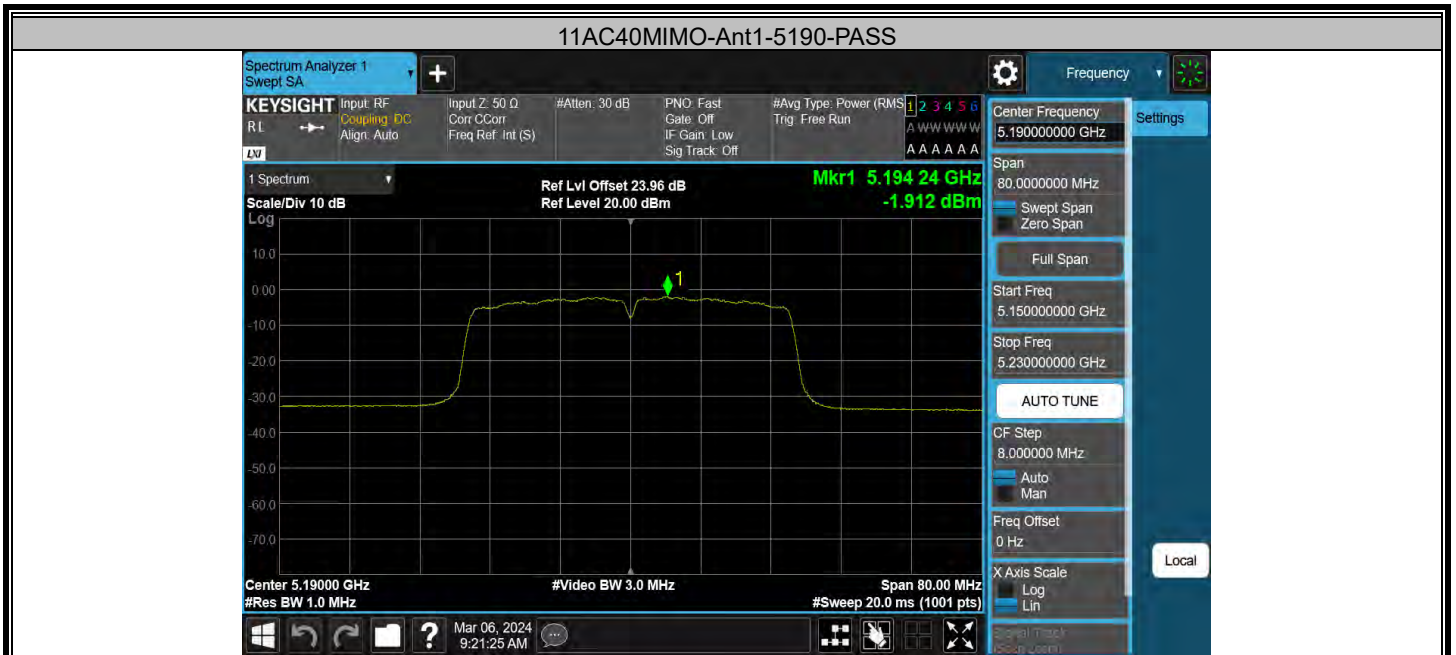 11AC40MIMO-Ant1-5190-PASS
Spectrum Analyzer 1
Swept SA
+
Frequency
KEYSIGHT
RL
LXI
Input: RF
Coupling: DC
Align: Auto
Input Z: 50 Ω
Corr CCorr
Freq Ref: Int (S)
#Atten: 30 dB
PNO: Fast
Gate: Off
IF Gain: Low
Sig Track: Off
#Avg Type: Power (RMS
Trig: Free Run
1 2 3 4 5 6
A W W W W W
A A A A A A
Center Frequency
5.190000000 GHz
Settings
Span
80.0000000 MHz
Swept Span
Zero Span
Full Span
Start Freq
5.150000000 GHz
Stop Freq
5.230000000 GHz
AUTO TUNE
CF Step
8.000000 MHz
Auto
Man
Freq Offset
0 Hz
X Axis Scale
Log
Lin
Signal Track
(Span Zoom)
Local
1 Spectrum
Scale/Div 10 dB
Log
Ref Lvl Offset 23.96 dB
Ref Level 20.00 dBm
Mkr1 5.194 24 GHz
-1.912 dBm
1
10.0
0.00
-10.0
-20.0
-30.0
-40.0
-50.0
-60.0
-70.0
Center 5.19000 GHz
#Res BW 1.0 MHz
#Video BW 3.0 MHz
Span 80.00 MHz
#Sweep 20.0 ms (1001 pts)
?
Mar 06, 2024
9:21:25 AM